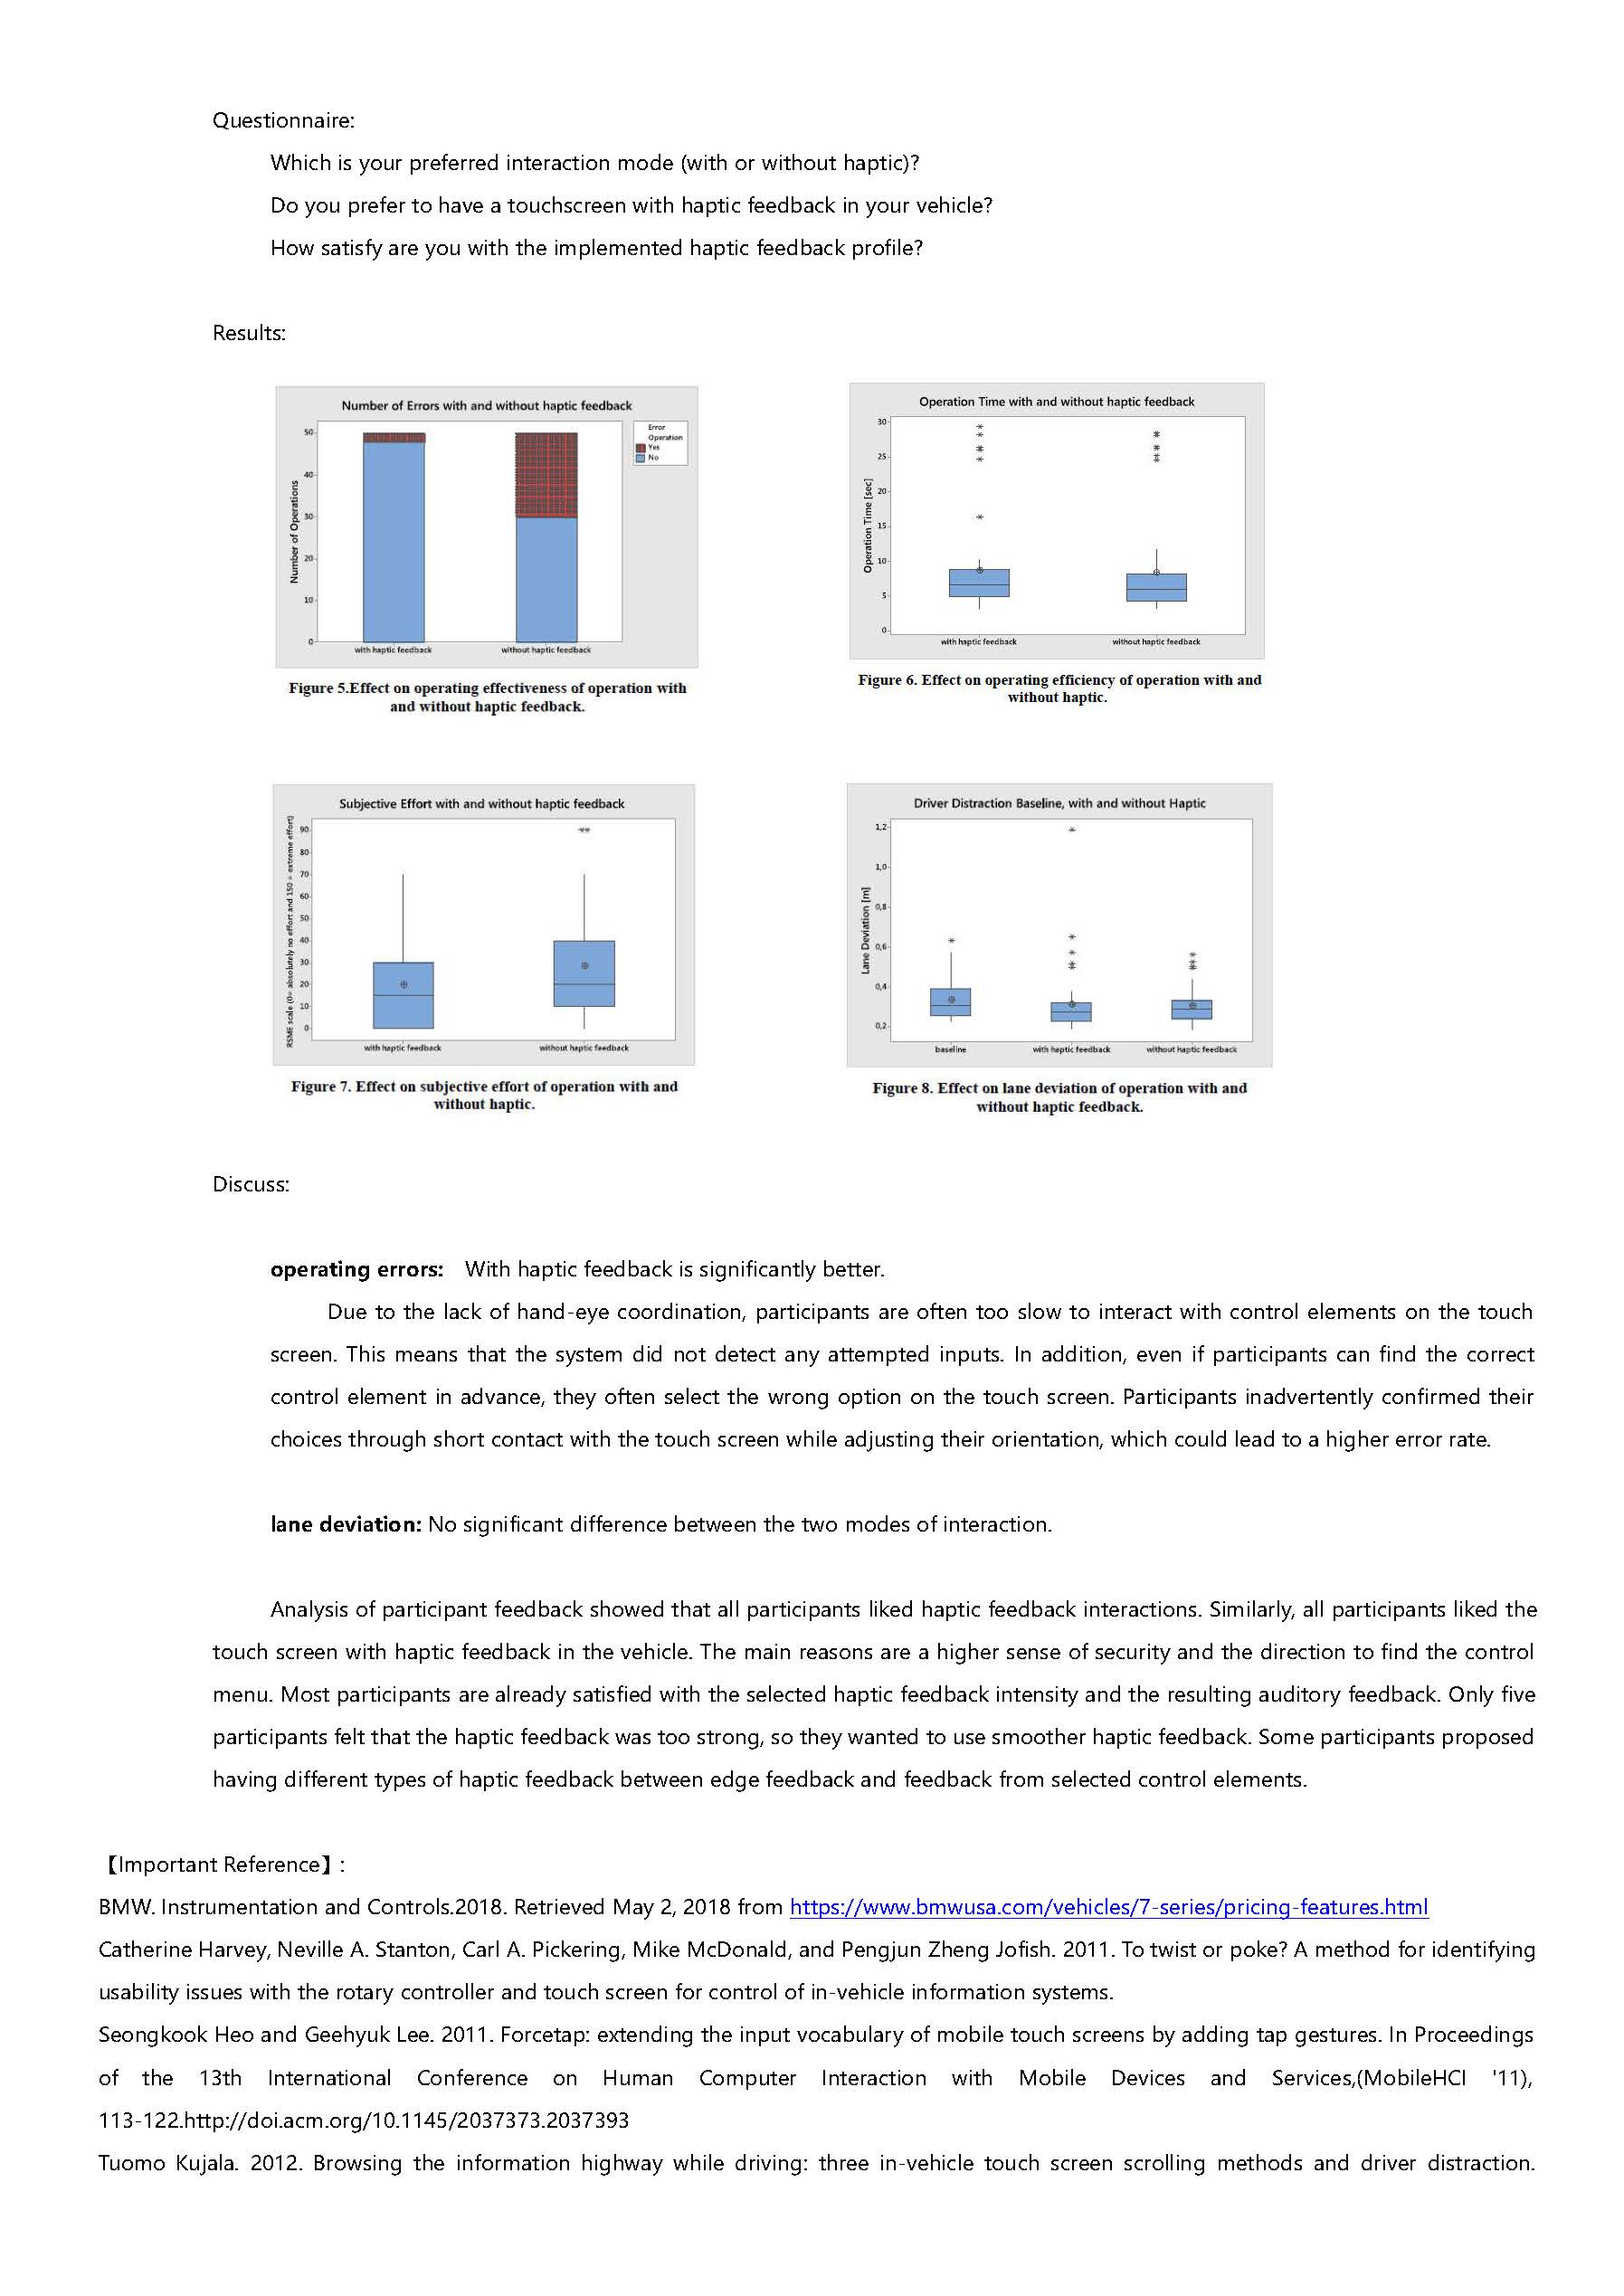 Questionnaire:
Which is your preferred interaction mode (with or without haptic)?
Do you prefer to have a touchscreen with haptic feedback in your vehicle?
How satisfy are you with the implemented haptic feedback profile?
Results:
Number of Errors with and without haptic feedback
Error
Operation
Yes
No
Number of Operations
50
40
30
20
10
0
with haptic feedback without haptic feedback
Figure 5.Effect on operating effectiveness of operation with
and without haptic feedback.
Operation Time with and without haptic feedback
Operation Time [sec]
30
25
20
15
10
5
0
with haptic feedback without haptic feedback
Figure 6. Effect on operating efficiency of operation with and
without haptic.
Subjective Effort with and without haptic feedback
RSME scale (0= absolutely no effort and 150 = extreme effort)
90
80
70
60
50
40
30
20
10
0
with haptic feedback without haptic feedback
Figure 7. Effect on subjective effort of operation with and
without haptic.
Driver Distraction Baseline, with and without Haptic
Lane Deviation [m]
1,2
1,0
0,8
0,6
0,4
0,2
baseline with haptic feedback without haptic feedback
Figure 8. Effect on lane deviation of operation with and
without haptic feedback.
Discuss:
operating errors: With haptic feedback is significantly better.
Due to the lack of hand-eye coordination, participants are often too slow to interact with control elements on the touch
screen. This means that the system did not detect any attempted inputs. In addition, even if participants can find the correct
control element in advance, they often select the wrong option on the touch screen. Participants inadvertently confirmed their
choices through short contact with the touch screen while adjusting their orientation, which could lead to a higher error rate.
lane deviation: No significant difference between the two modes of interaction.
Analysis of participant feedback showed that all participants liked haptic feedback interactions. Similarly, all participants liked the
touch screen with haptic feedback in the vehicle. The main reasons are a higher sense of security and the direction to find the control
menu. Most participants are already satisfied with the selected haptic feedback intensity and the resulting auditory feedback. Only five
participants felt that the haptic feedback was too strong, so they wanted to use smoother haptic feedback. Some participants proposed
having different types of haptic feedback between edge feedback and feedback from selected control elements.
【Important Reference】:
BMW. Instrumentation and Controls.2018. Retrieved May 2, 2018 from https://www.bmwusa.com/vehicles/7-series/pricing-features.html
Catherine Harvey, Neville A. Stanton, Carl A. Pickering, Mike McDonald, and Pengjun Zheng Jofish. 2011. To twist or poke? A method for identifying
usability issues with the rotary controller and touch screen for control of in-vehicle information systems.
Seongkook Heo and Geehyuk Lee. 2011. Forcetap: extending the input vocabulary of mobile touch screens by adding tap gestures. In Proceedings
of the 13th International Conference on Human Computer Interaction with Mobile Devices and Services,(MobileHCI '11),
113-122.http://doi.acm.org/10.1145/2037373.2037393
Tuomo Kujala. 2012. Browsing the information highway while driving: three in-vehicle touch screen scrolling methods and driver distraction.